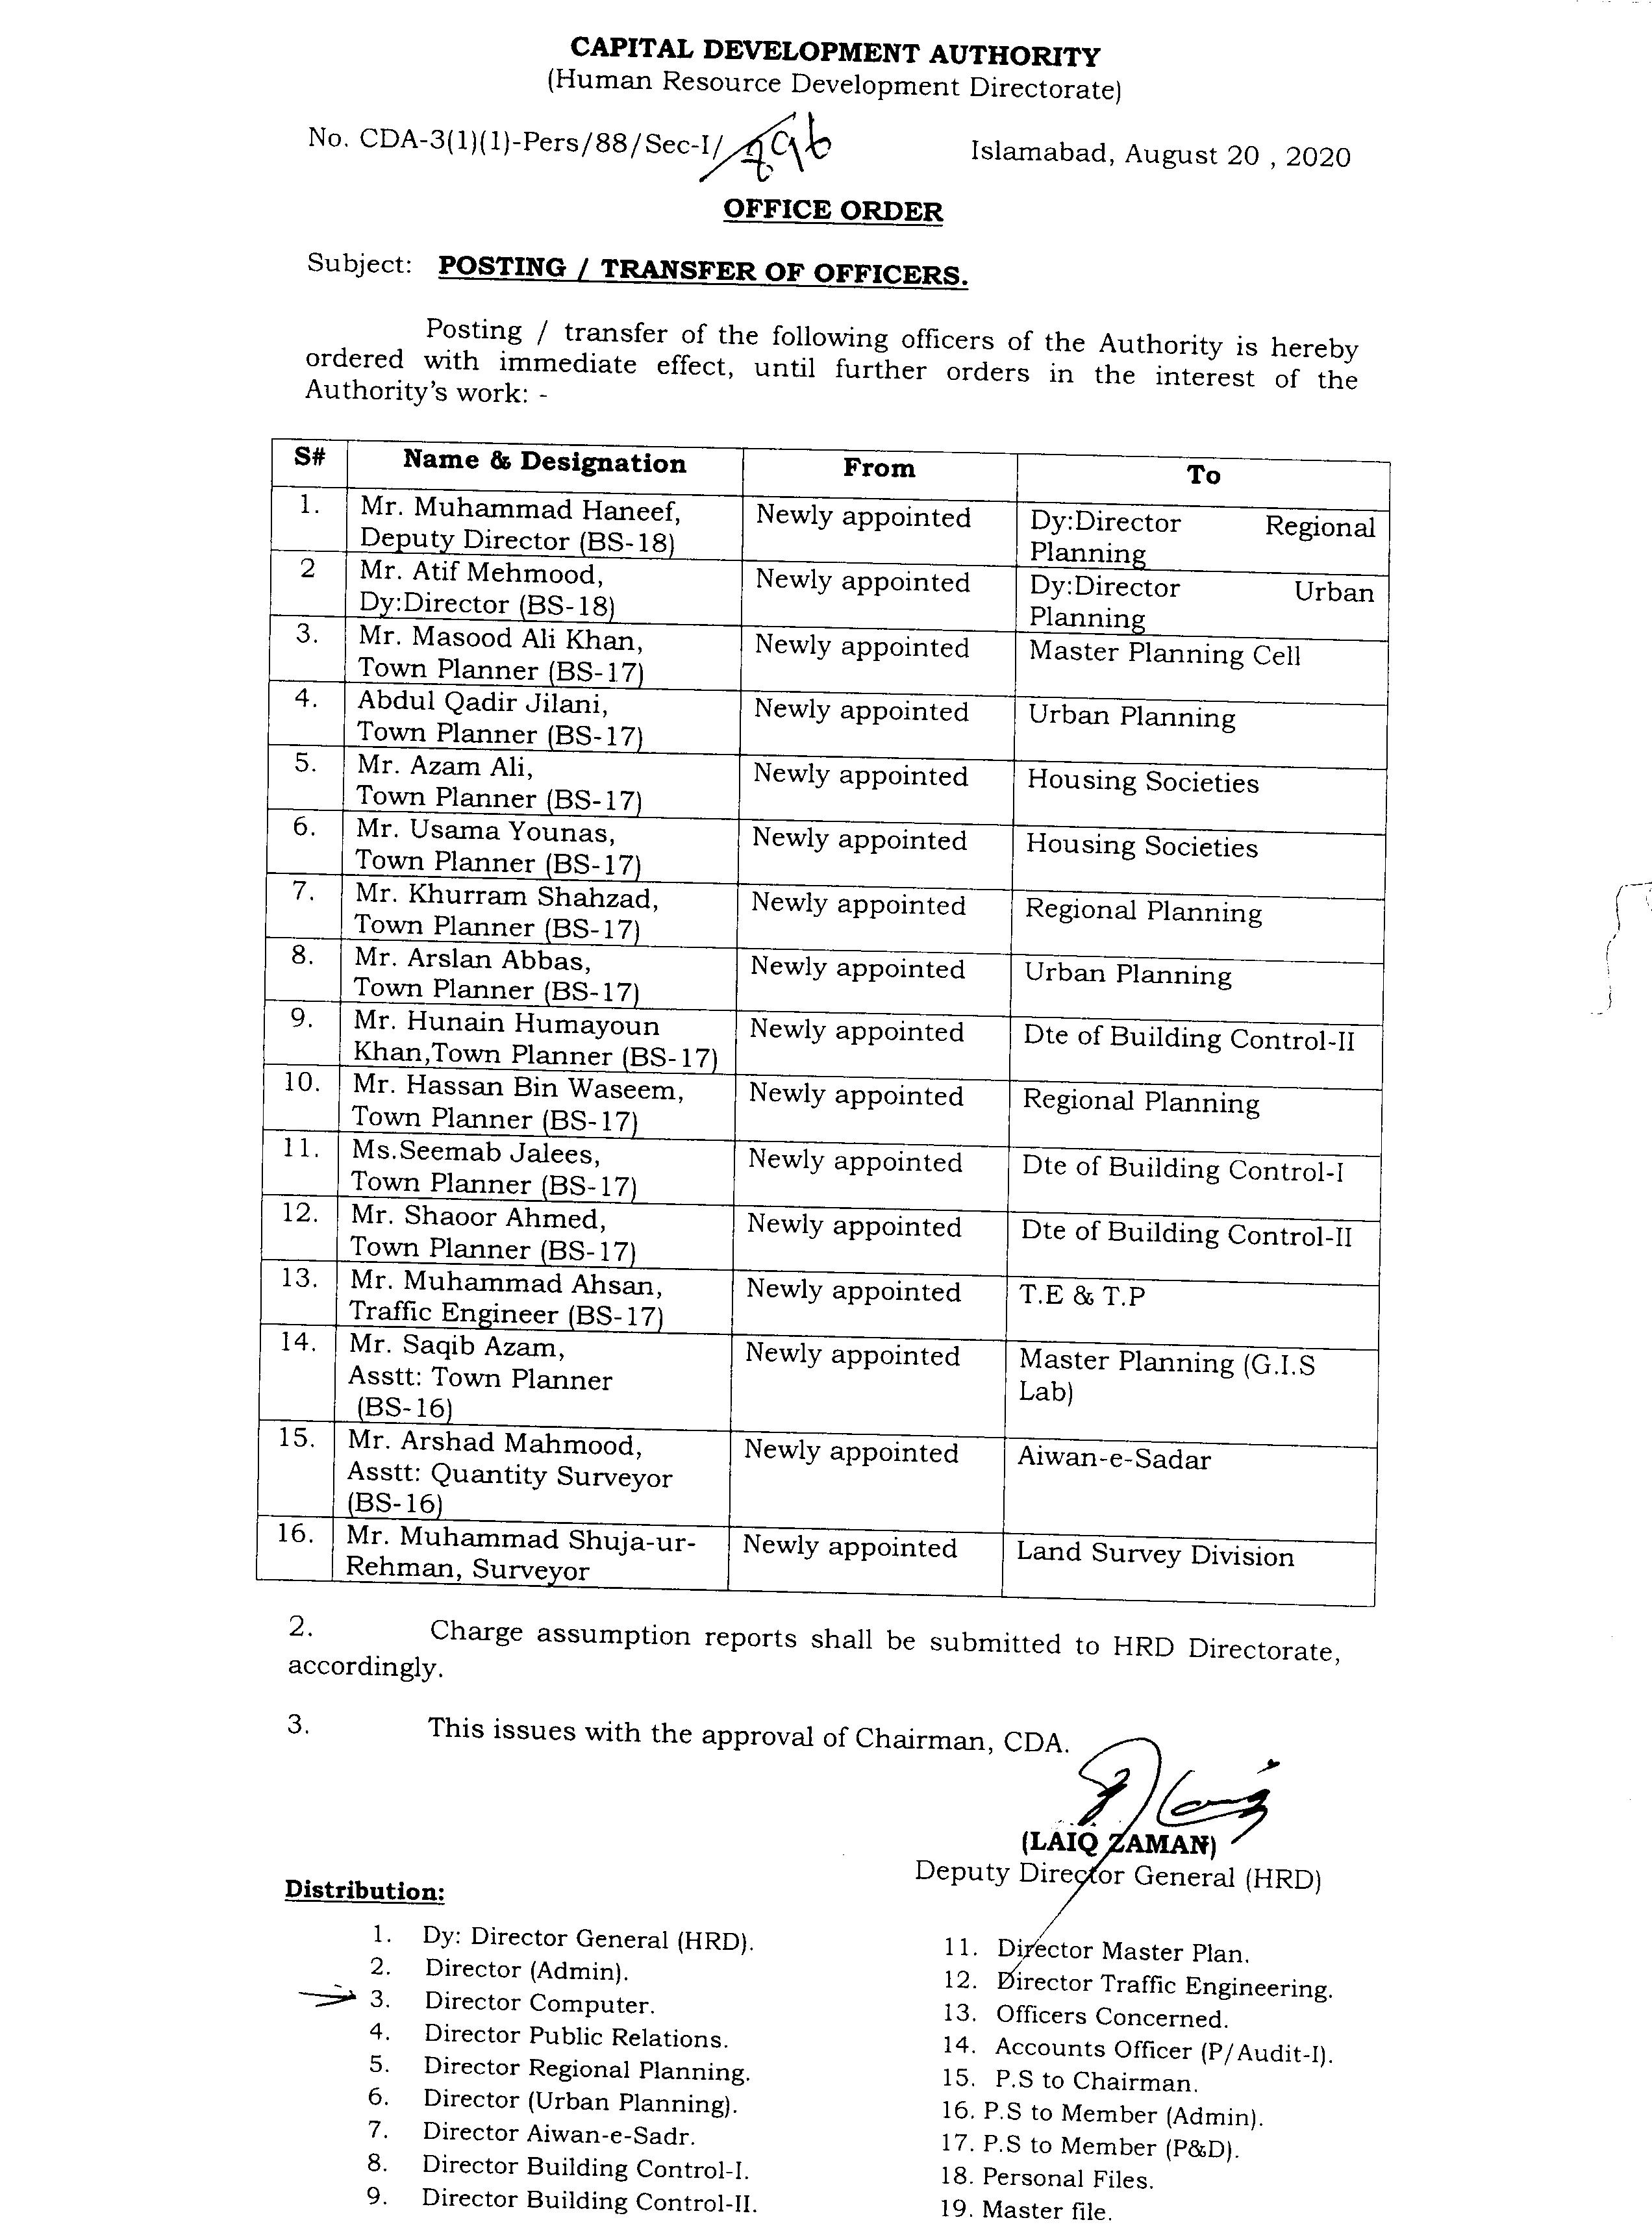 CAPITAL DEVELOPMENT AUTHORITY
(Human Resource Development Directorate)
No. CDA-3(1)(1)-Pers/88/Sec-I/
Islamabad, August 20 , 2020
OFFICE ORDER
Subject: POSTING / TRANSFER OF OFFICERS.
Posting / transfer of the following officers of the Authority is hereby
ordered with immediate effect, until further orders in the interest of the
Authority's work: -
S# Name & Designation From To
1. Mr. Muhammad Haneef, Newly appointed Dy:Director Regional
Deputy Director (BS-18) Planning
2 Mr. Atif Mehmood, Newly appointed Dy:Director Urban
Dy:Director (BS-18) Planning
3. Mr. Masood Ali Khan, Newly appointed Master Planning Cell
Town Planner (BS-17)
4. Abdul Qadir Jilani, Newly appointed Urban Planning
Town Planner (BS-17)
5. Mr. Azam Ali, Newly appointed Housing Societies
Town Planner (BS-17)
6. Mr. Usama Younas, Newly appointed Housing Societies
Town Planner (BS-17)
7. Mr. Khurram Shahzad, Newly appointed Regional Planning
Town Planner (BS-17)
8. Mr. Arslan Abbas, Newly appointed Urban Planning
Town Planner (BS-17)
9. Mr. Hunain Humayoun Newly appointed Dte of Building Control-II
Khan,Town Planner (BS-17)
10. Mr. Hassan Bin Waseem, Newly appointed Regional Planning
Town Planner (BS-17)
11. Ms.Seemab Jalees, Newly appointed Dte of Building Control-I
Town Planner (BS-17)
12. Mr. Shaoor Ahmed, Newly appointed Dte of Building Control-II
Town Planner (BS-17)
13. Mr. Muhammad Ahsan, Newly appointed T.E & T.P
Traffic Engineer (BS-17)
14. Mr. Saqib Azam, Newly appointed Master Planning (G.I.S
Asstt: Town Planner Lab)
(BS-16)
15. Mr. Arshad Mahmood, Newly appointed Aiwan-e-Sadar
Asstt: Quantity Surveyor
(BS-16)
16. Mr. Muhammad Shuja-ur- Newly appointed Land Survey Division
Rehman, Surveyor
2. Charge assumption reports shall be submitted to HRD Directorate,
accordingly.
3. This issues with the approval of Chairman, CDA.
(LAIQ ZAMAN)
Deputy Director General (HRD)
Distribution:
1. Dy: Director General (HRD).
2. Director (Admin).
3. Director Computer.
4. Director Public Relations.
5. Director Regional Planning.
6. Director (Urban Planning).
7. Director Aiwan-e-Sadr.
8. Director Building Control-I.
9. Director Building Control-II.
11. Director Master Plan.
12. Director Traffic Engineering.
13. Officers Concerned.
14. Accounts Officer (P/Audit-I).
15. P.S to Chairman.
16. P.S to Member (Admin).
17. P.S to Member (P&D).
18. Personal Files.
19. Master file.